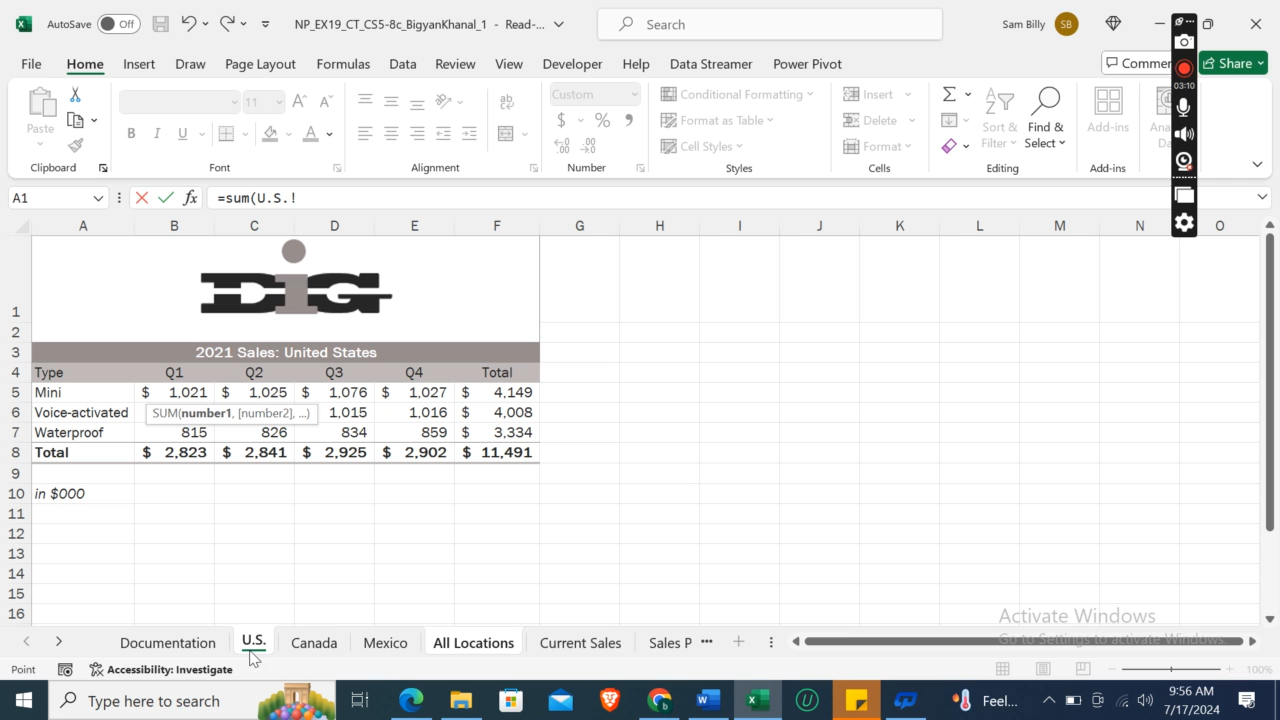 AutoSave Off NP_EX19_CT_CS5-8c_BigyanKhanal_1 - Read-... Search Sam Billy SB
File Home Insert Draw Page Layout Formulas Data Review View Developer Help Data Streamer Power Pivot Commen Share
03:10
Paste 11 Custom Conditional Formatting Insert Sort & Find & Add-ins Ana
B I U A $ % Format as Table Delete Filter Select Da
Cell Styles Format
Clipboard Font Alignment Number Styles Cells Editing Add-ins
A1 fx =sum(U.S.!
A B C D E F G H I J K L M N O
DiG
1
2
3 2021 Sales: United States
4 Type Q1 Q2 Q3 Q4 Total
5 Mini $ 1,021 $ 1,025 $ 1,076 $ 1,027 $ 4,149
6 Voice-activated SUM(number1, [number2], ...) 1,015 1,016 $ 4,008
7 Waterproof 815 826 834 859 $ 3,334
8 Total $ 2,823 $ 2,841 $ 2,925 $ 2,902 $ 11,491
9
10 in $000
11
12
13
14
15
16
Activate Windows
Go to Settings to activate Windows.
Documentation U.S. Canada Mexico All Locations Current Sales Sales P ...
Point Accessibility: Investigate 100%
Type here to search Feel... 9:56 AM
7/17/2024